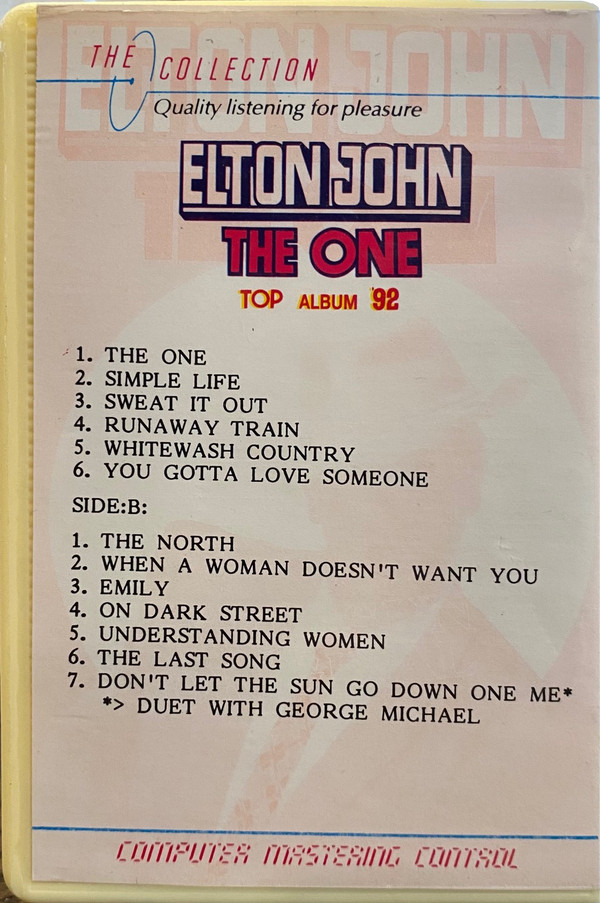 THE COLLECTION
Quality listening for pleasure
ELTON JOHN
THE ONE
TOP ALBUM '92
1. THE ONE
2. SIMPLE LIFE
3. SWEAT IT OUT
4. RUNAWAY TRAIN
5. WHITEWASH COUNTRY
6. YOU GOTTA LOVE SOMEONE
SIDE:B:
1. THE NORTH
2. WHEN A WOMAN DOESN'T WANT YOU
3. EMILY
4. ON DARK STREET
5. UNDERSTANDING WOMEN
6. THE LAST SONG
7. DON'T LET THE SUN GO DOWN ONE ME*
*> DUET WITH GEORGE MICHAEL
COMPUTER MASTERING CONTROL